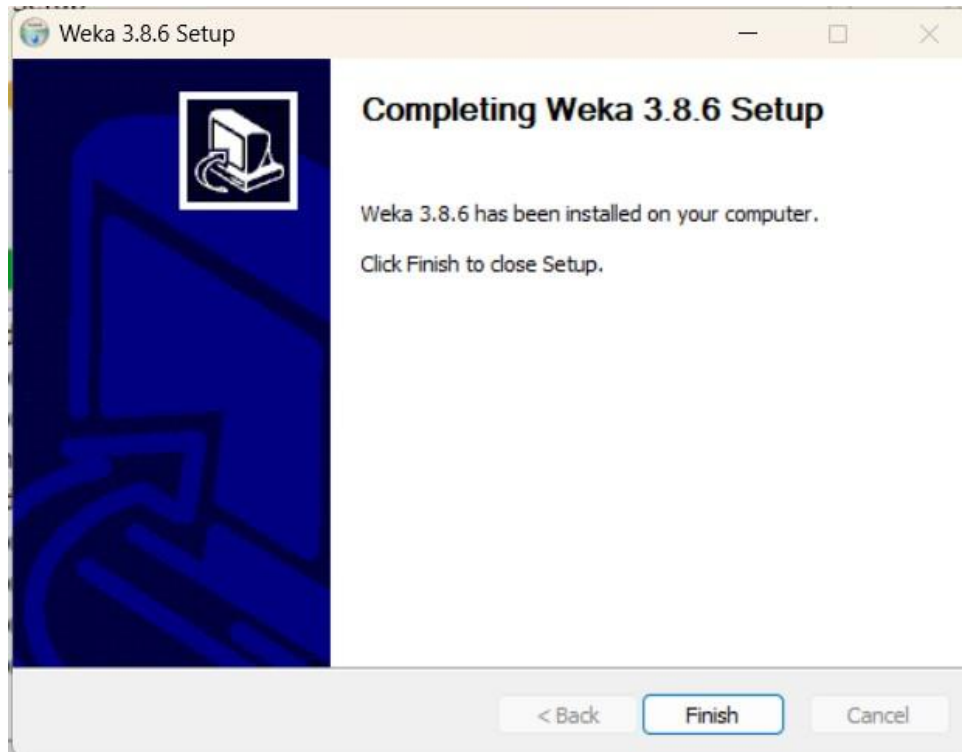 Weka 3.8.6 Setup
Completing Weka 3.8.6 Setup
Weka 3.8.6 has been installed on your computer.
Click Finish to close Setup.
< Back
Finish
Cancel